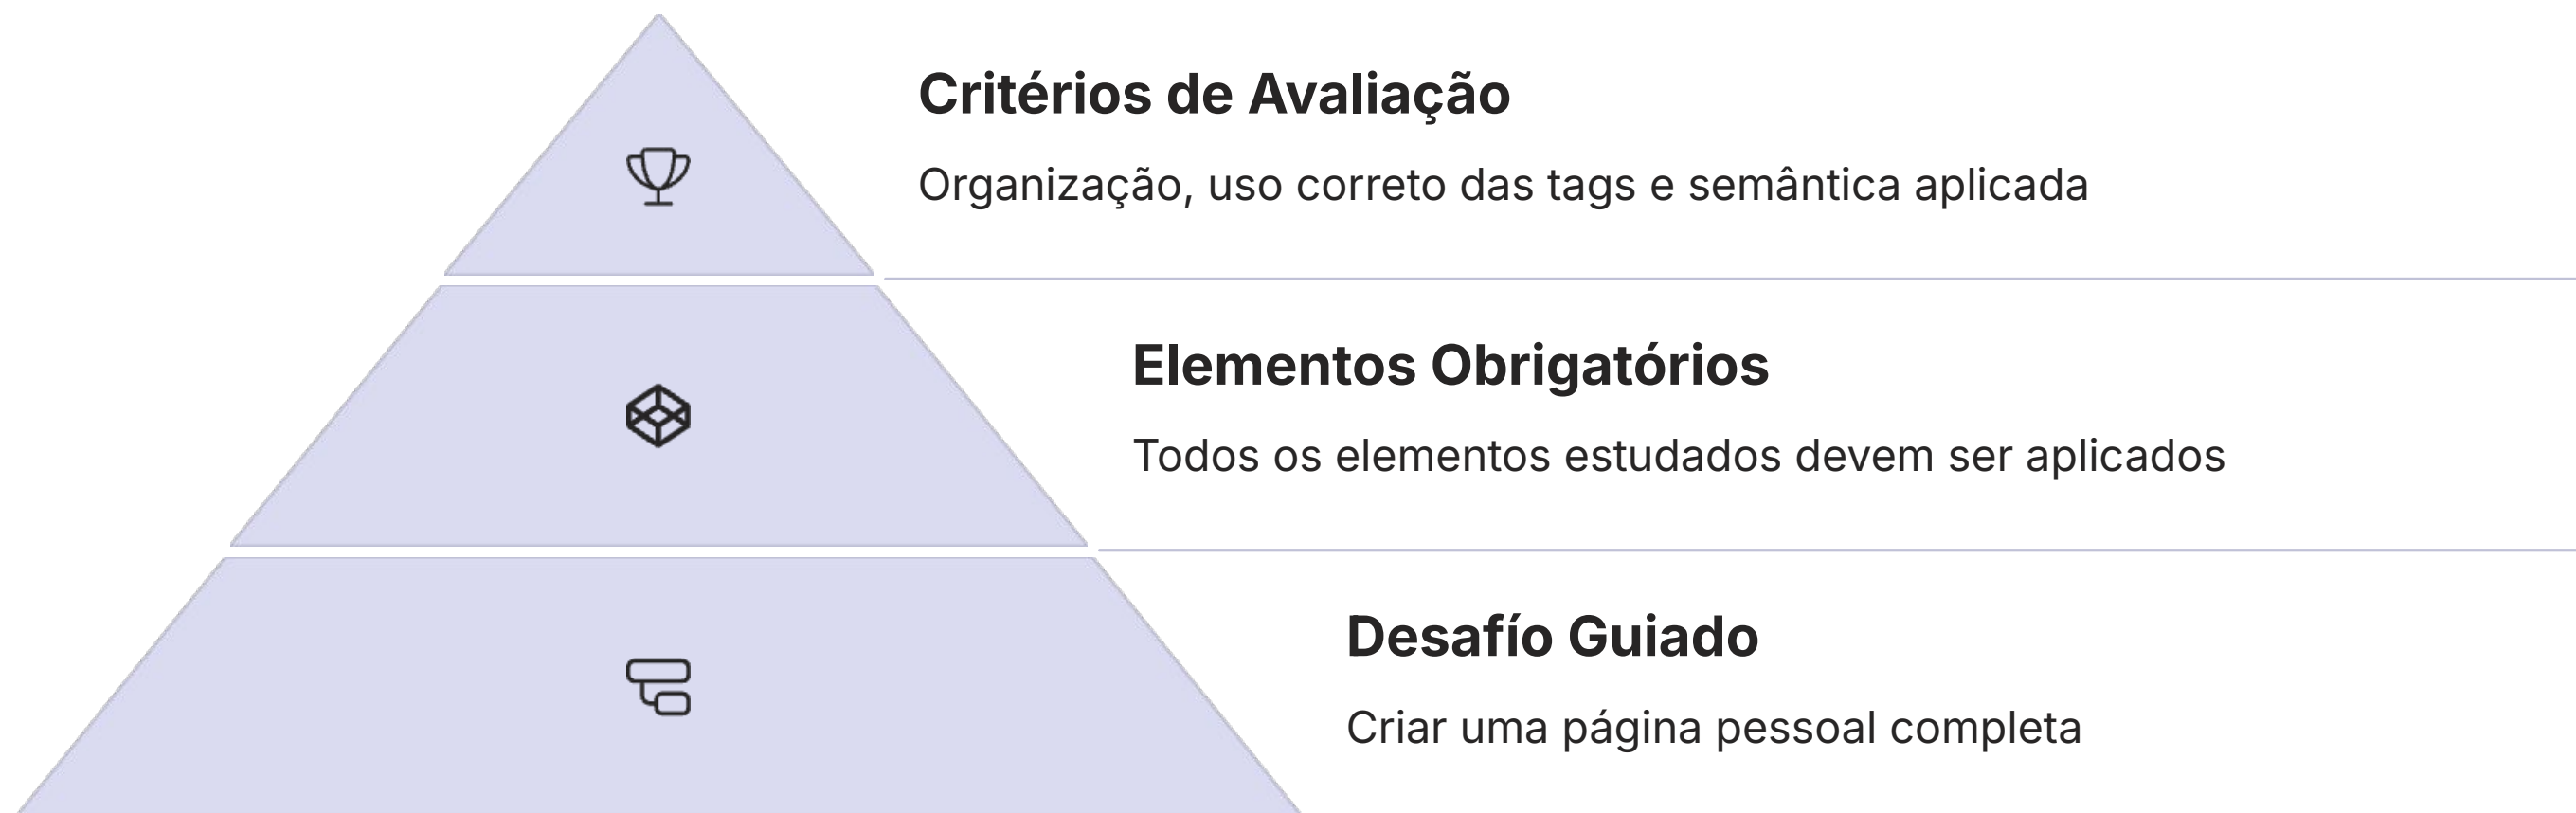 Critérios de Avaliação
Organização, uso correto das tags e semântica aplicada
Elementos Obrigatórios
Todos os elementos estudados devem ser aplicados
Desafío Guiado
Criar uma página pessoal completa